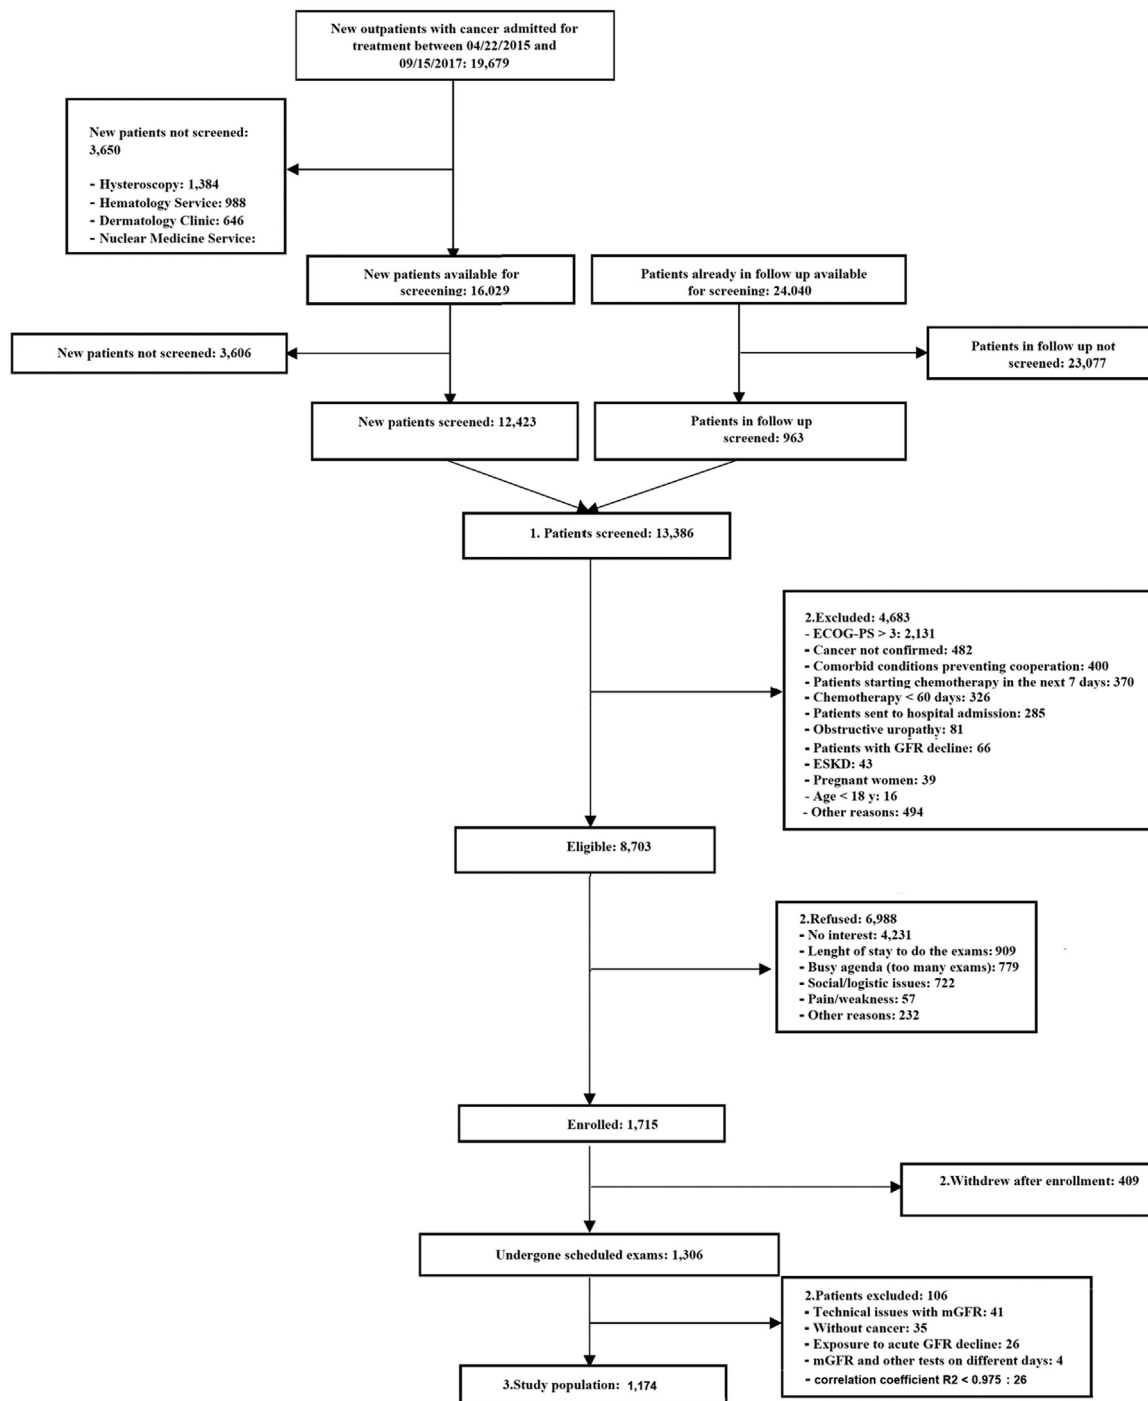 New outpatients with cancer admitted for
treatment between 04/22/2015 and
09/15/2017: 19,679
New patients not screened:
3,650
- Hysteroscopy: 1,384
- Hematology Service: 988
- Dermatology Clinic: 646
- Nuclear Medicine Service:
New patients available for
screeening: 16,029
Patients already in follow up available
for screening: 24,040
New patients not screened: 3,606
Patients in follow up not
screened: 23,077
New patients screened: 12,423
Patients in follow up
screened: 963
1. Patients screened: 13,386
2.Excluded: 4,683
- ECOG-PS > 3: 2,131
- Cancer not confirmed: 482
- Comorbid conditions preventing cooperation: 400
- Patients starting chemotherapy in the next 7 days: 370
- Chemotherapy < 60 days: 326
- Patients sent to hospital admission: 285
- Obstructive uropathy: 81
- Patients with GFR decline: 66
- ESKD: 43
- Pregnant women: 39
- Age < 18 y: 16
- Other reasons: 494
Eligible: 8,703
2.Refused: 6,988
- No interest: 4,231
- Lenght of stay to do the exams: 909
- Busy agenda (too many exams): 779
- Social/logistic issues: 722
- Pain/weakness: 57
- Other reasons: 232
Enrolled: 1,715
2.Withdrew after enrollment: 409
Undergone scheduled exams: 1,306
2.Patients excluded: 106
- Technical issues with mGFR: 41
- Without cancer: 35
- Exposure to acute GFR decline: 26
- mGFR and other tests on different days: 4
- correlation coefficient R2 < 0.975 : 26
3.Study population: 1,174